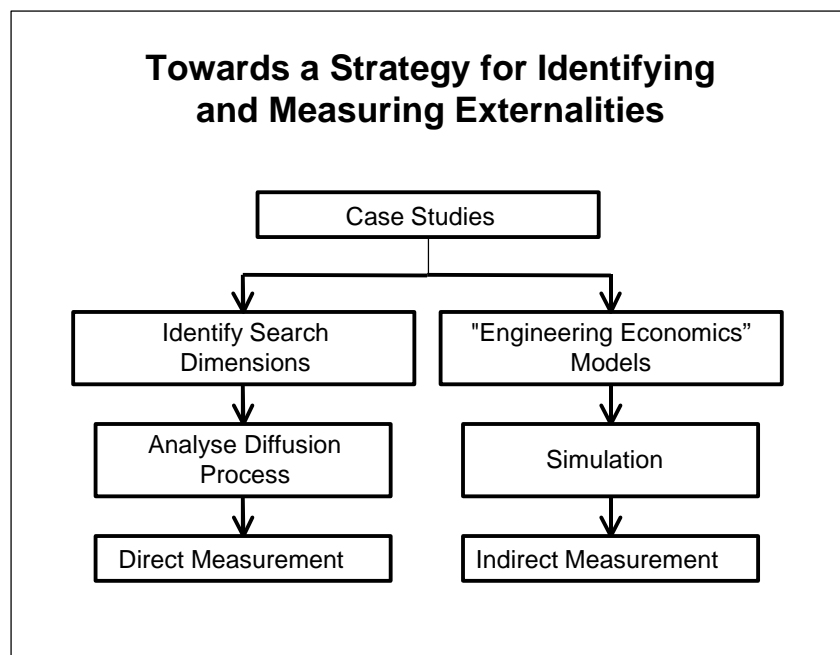 Towards a Strategy for Identifying
and Measuring Externalities
Case Studies
Identify Search
Dimensions
"Engineering Economics”
Models
Analyse Diffusion
Process
Simulation
Direct Measurement
Indirect Measurement